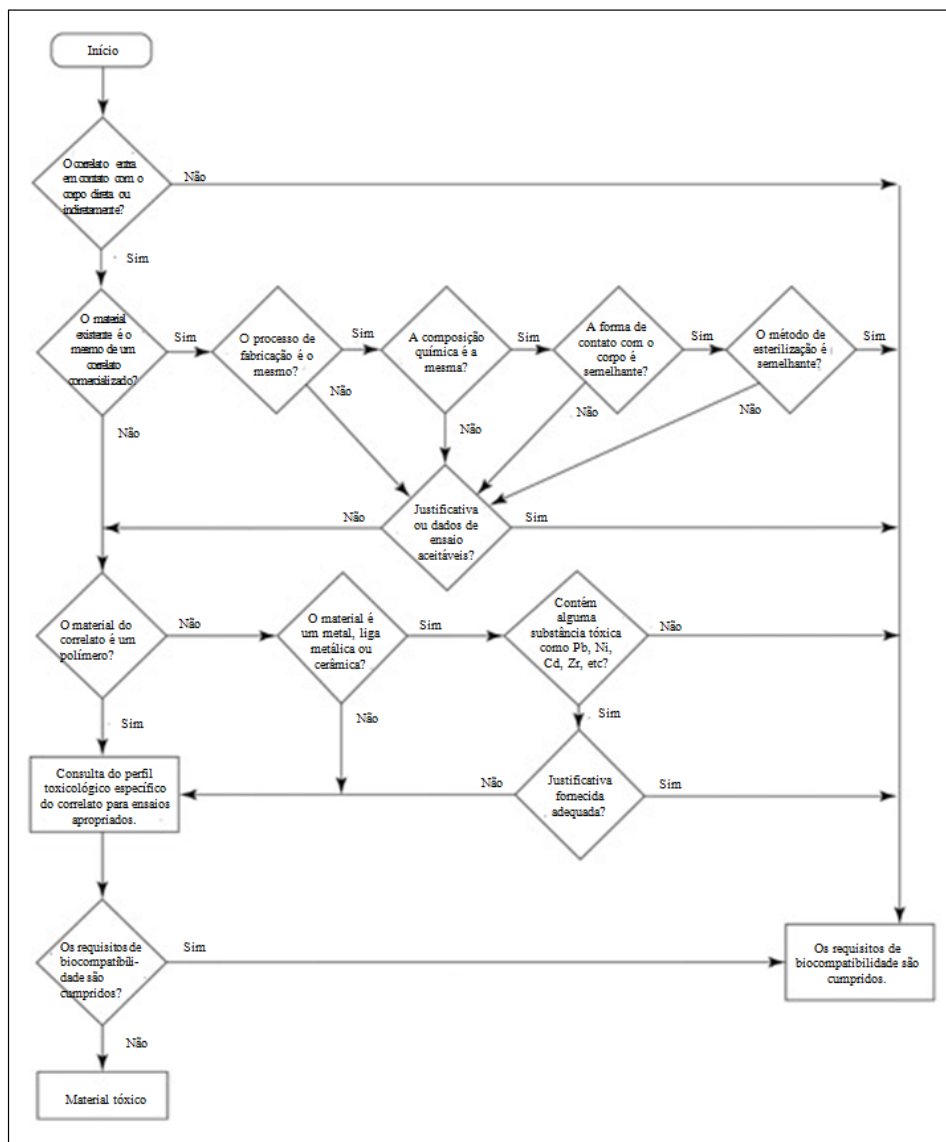 Início
O correlato entra
em contato com o
corpo direta ou
indiretamente?
Não
Sim
O material
existente é o
mesmo de um
correlato
comercializado?
Sim
O processo de
fabricação é o
mesmo?
Sim
A composição
química é a
mesma?
Sim
A forma de
contato com o
corpo é
semelhante?
Sim
O método de
esterilização é
semelhante?
Sim
Não
Não
Não
Não
Não
Justificativa
ou dados de
ensaio
aceitáveis?
Não
Sim
O material do
correlato é um
polímero?
Não
O material é
um metal, liga
metálica ou
cerâmica?
Sim
Contém
alguma
substância tóxica
como Pb, Ni,
Cd, Zr, etc?
Não
Sim
Não
Sim
Consulta do perfil
toxicológico específico
do correlato para ensaios
apropriados.
Não
Justificativa
fornecida
adequada?
Sim
Os requisitos de
biocompatibili-
dade são
cumpridos?
Sim
Os requisitos de
biocompatibilidade são
cumpridos.
Não
Material tóxico